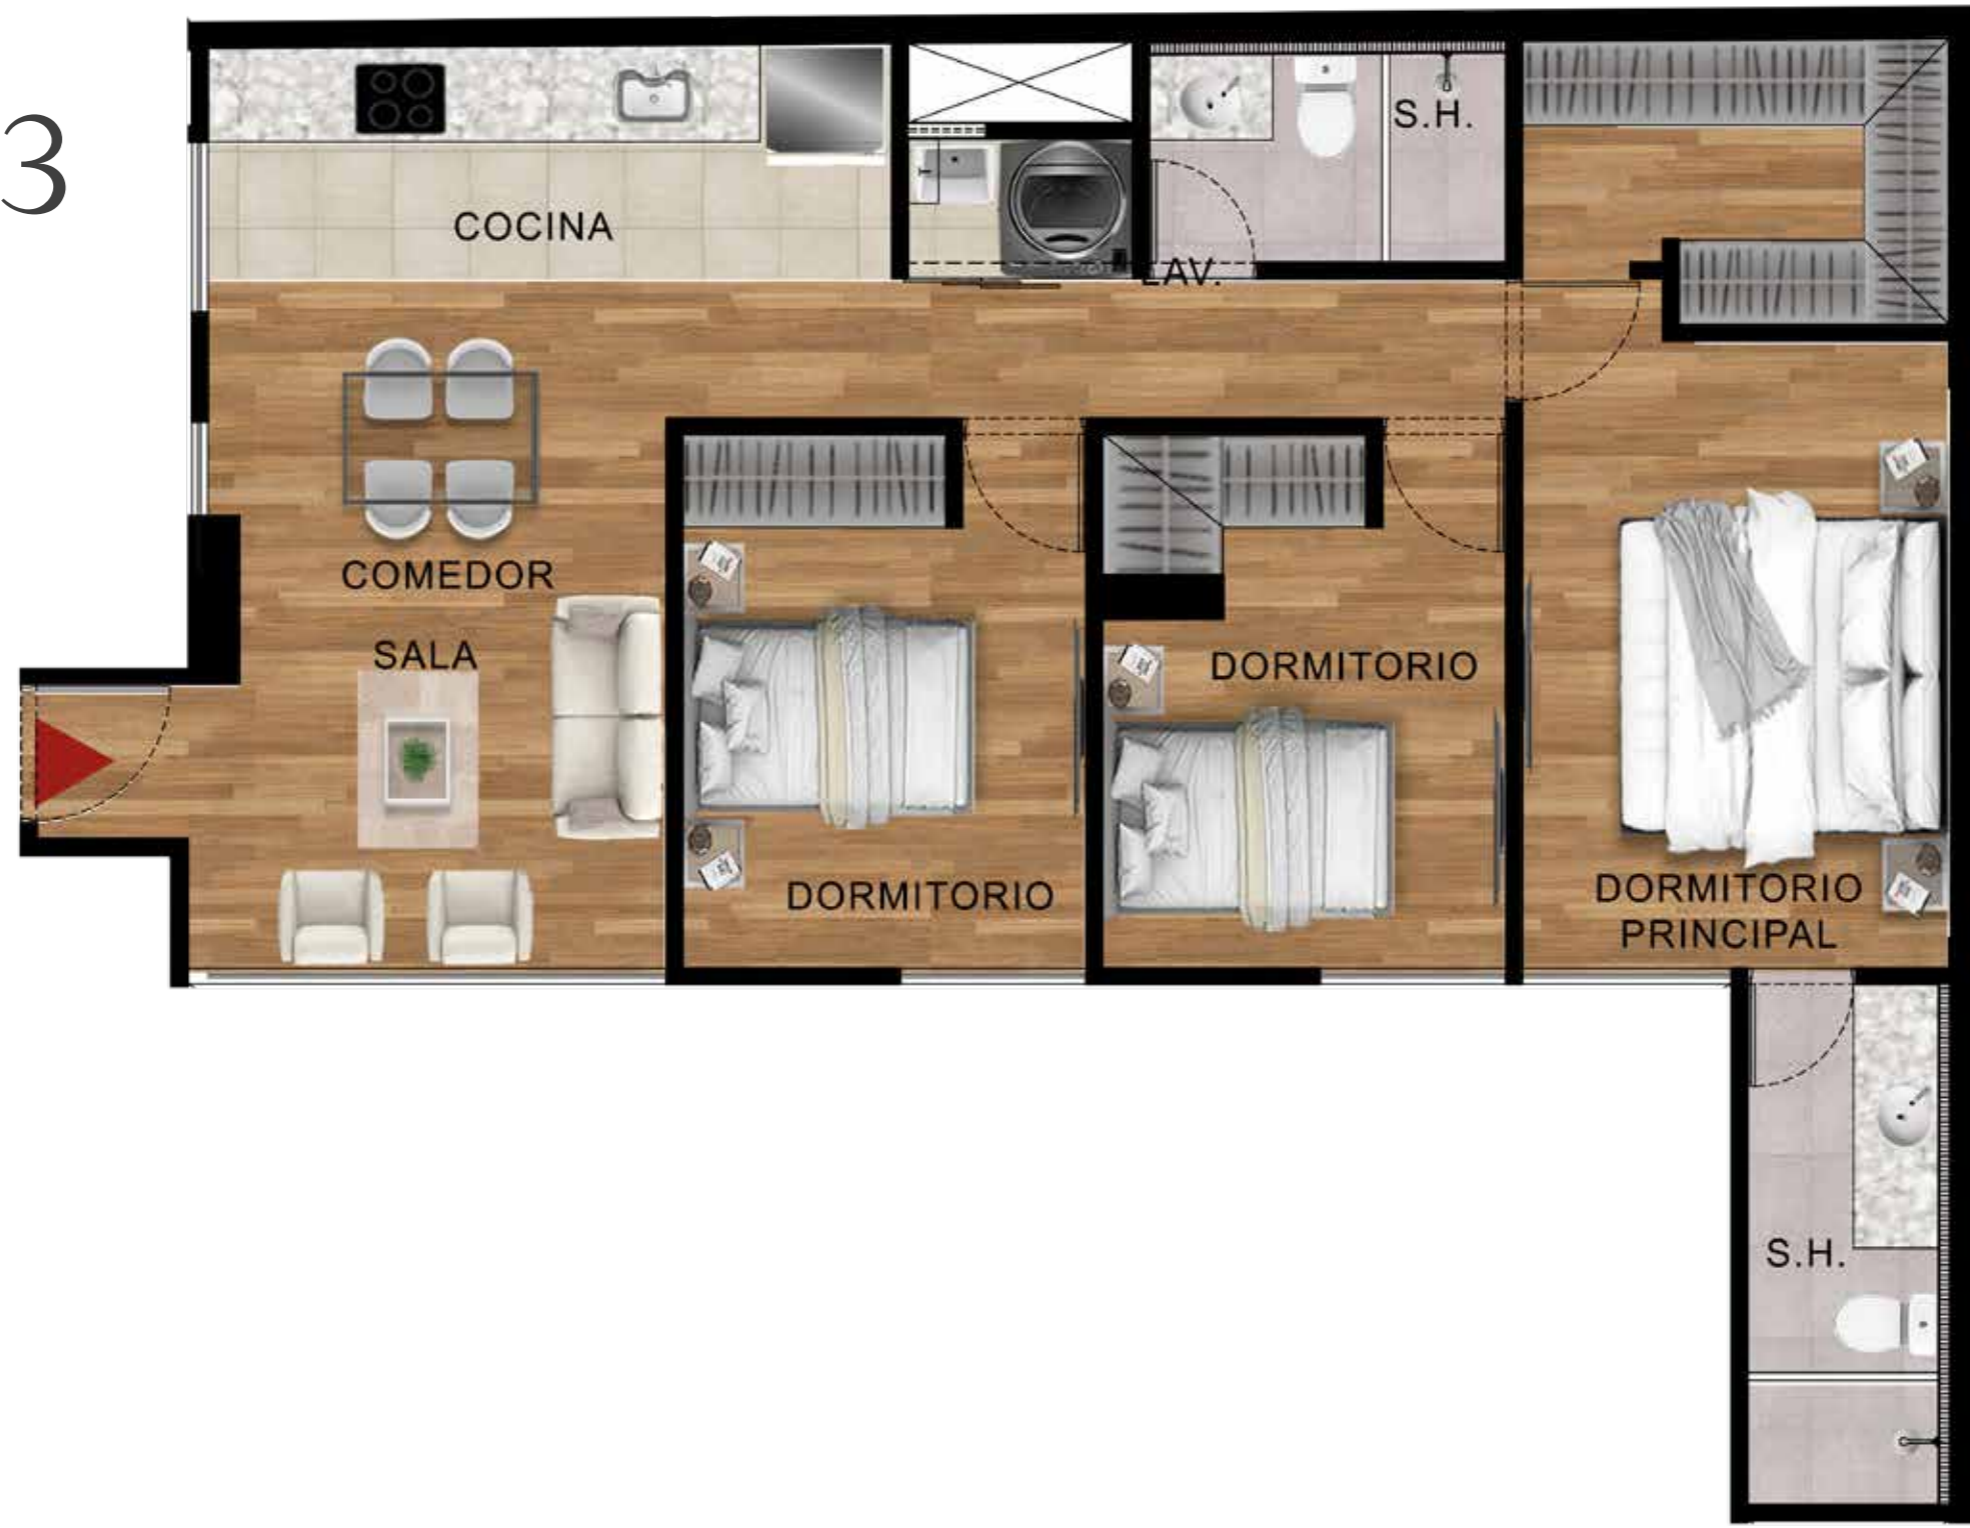 3
S.H.
COCINA
LAV.
COMEDOR
SALA
DORMITORIO
DORMITORIO
DORMITORIO
PRINCIPAL
S.H.